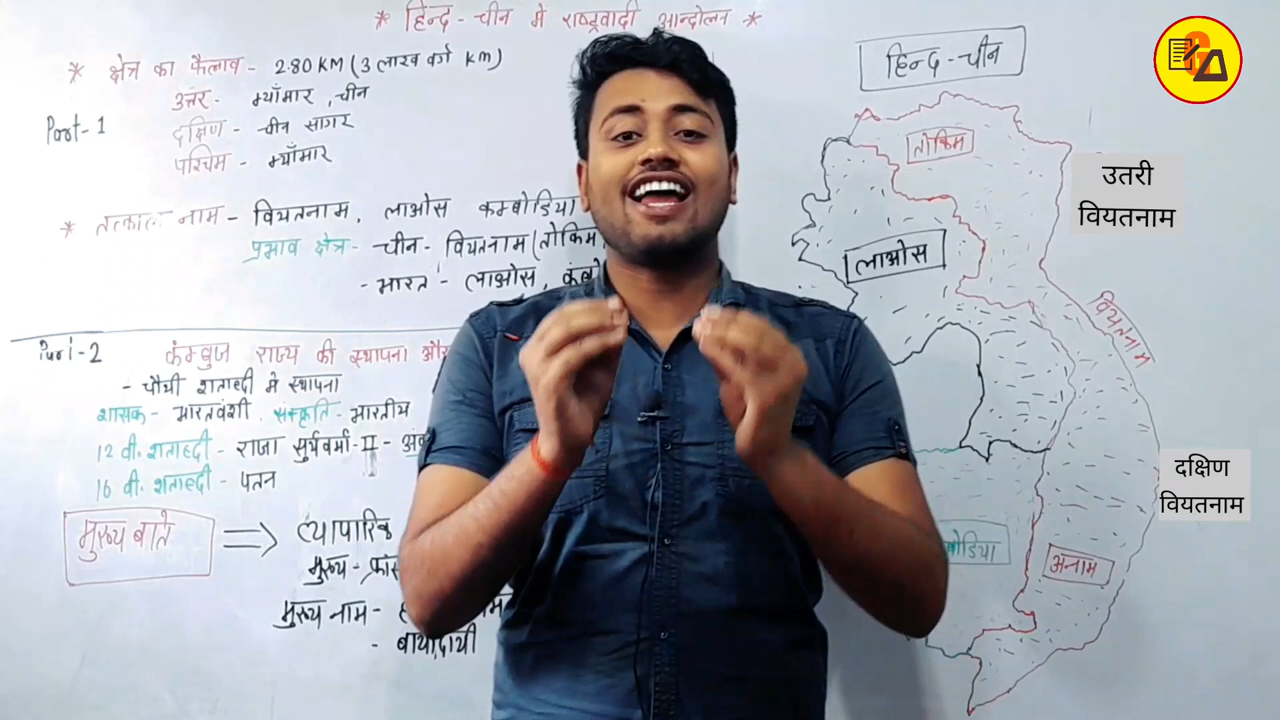 * हिन्द-चीन में राष्ट्रवादी आन्दोलन *
* क्षेत्र का फैलाव - 2.80 KM (3 लाख वर्ग km)
Part-1
उत्तर - म्याँमार, चीन
दक्षिण - चीन सागर
पश्चिम - म्याँमार
* तत्काल नाम - वियतनाम, लाओस कम्बोडिया
प्रभाव क्षेत्र - चीन - वियतनाम (तोकिम,
- भारत - लाओस,
Part-2
कंम्बुज राज्य की स्थापना और
- चौथी शताब्दी मे स्थापना
शासक - भारतवंशी. संस्कृति - भारतीय
12 वी. शताब्दी - राजा सुर्यवर्मा-II -
16 वी. शताब्दी - पतन
मुख्य बाते ⇒ व्यापारिक
मुख्य -
मुख्य नाम -
हिन्द-चीन
तोकिम
उतरी
वियतनाम
लाओस
वियतनाम
दक्षिण
वियतनाम
अनाम